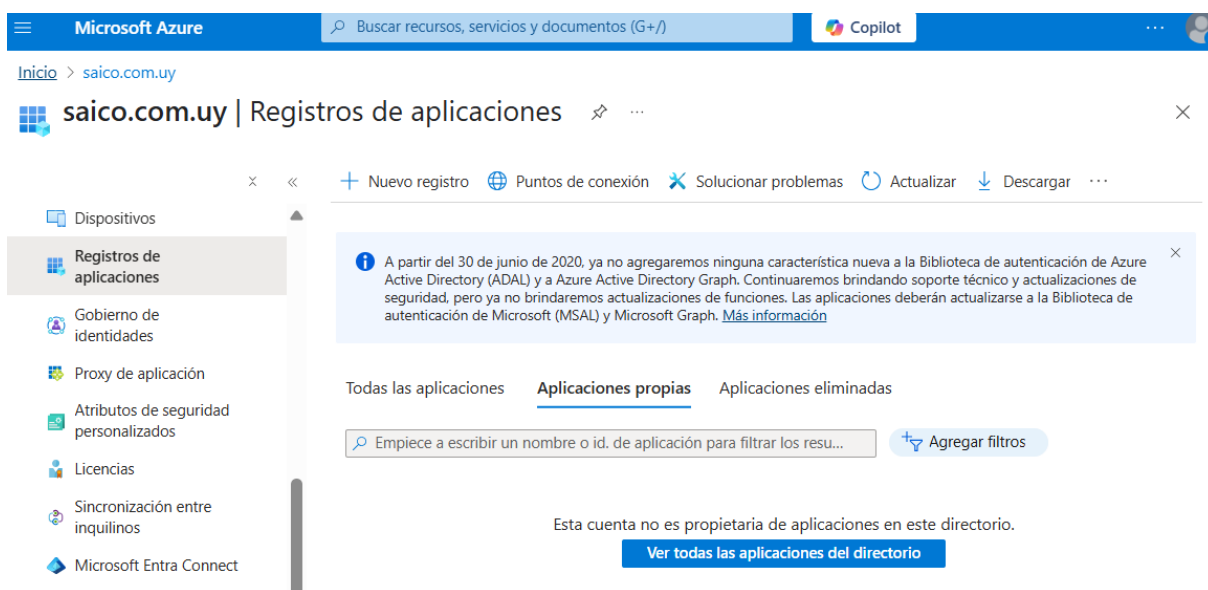 Microsoft Azure
Buscar recursos, servicios y documentos (G+/)
Copilot
Inicio > saico.com.uy
saico.com.uy | Registros de aplicaciones
Nuevo registro
Puntos de conexión
Solucionar problemas
Actualizar
Descargar
Dispositivos
Registros de
aplicaciones
Gobierno de
identidades
Proxy de aplicación
Atributos de seguridad
personalizados
Licencias
Sincronización entre
inquilinos
Microsoft Entra Connect
A partir del 30 de junio de 2020, ya no agregaremos ninguna característica nueva a la Biblioteca de autenticación de Azure
Active Directory (ADAL) y a Azure Active Directory Graph. Continuaremos brindando soporte técnico y actualizaciones de
seguridad, pero ya no brindaremos actualizaciones de funciones. Las aplicaciones deberán actualizarse a la Biblioteca de
autenticación de Microsoft (MSAL) y Microsoft Graph. Más información
Todas las aplicaciones
Aplicaciones propias
Aplicaciones eliminadas
Empiece a escribir un nombre o id. de aplicación para filtrar los resu...
Agregar filtros
Esta cuenta no es propietaria de aplicaciones en este directorio.
Ver todas las aplicaciones del directorio